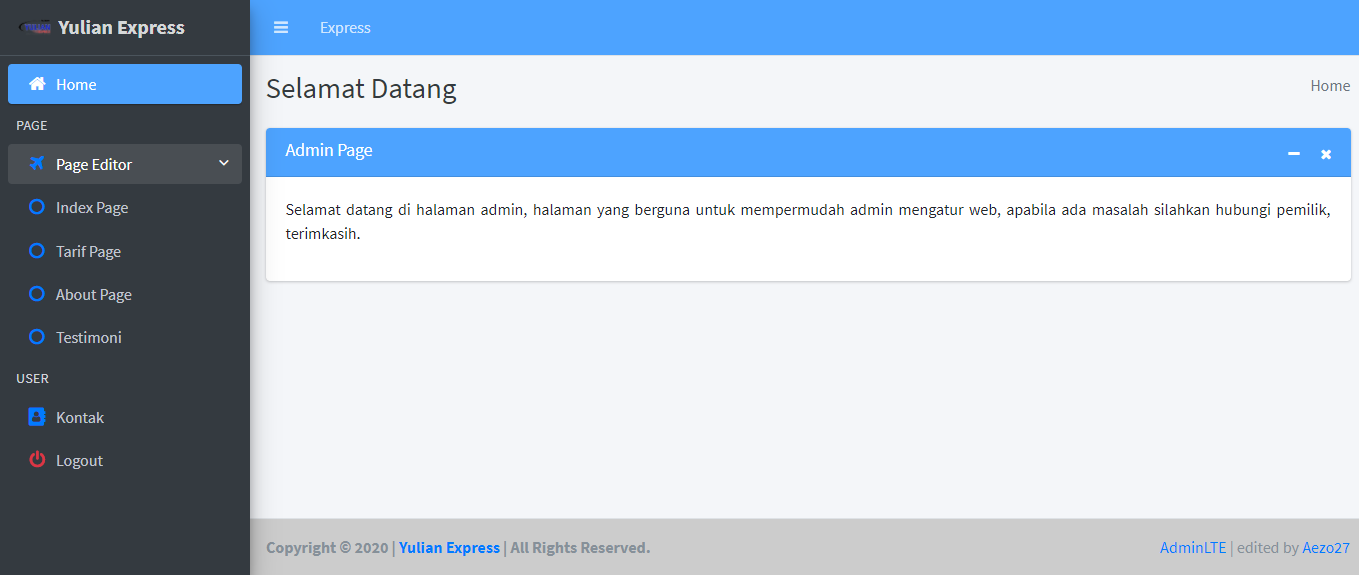 Yulian Express
Express
Home
PAGE
Page Editor
Index Page
Tarif Page
About Page
Testimoni
USER
Kontak
Logout
Selamat Datang
Home
Admin Page
Selamat datang di halaman admin, halaman yang berguna untuk mempermudah admin mengatur web, apabila ada masalah silahkan hubungi pemilik,
terimkasih.
Copyright © 2020 | Yulian Express | All Rights Reserved.
AdminLTE | edited by Aezo27